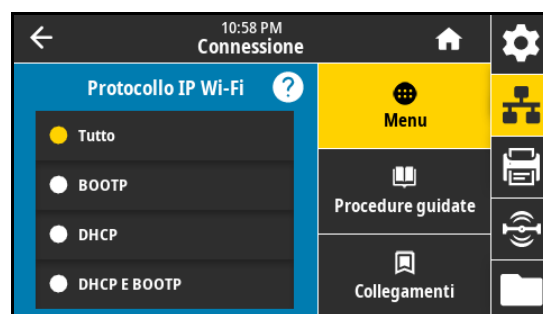 10:58 PM
Connessione
Protocollo IP Wi-Fi ?
Tutto
BOOTP
DHCP
DHCP E BOOTP
Menu
Procedure guidate
Collegamenti